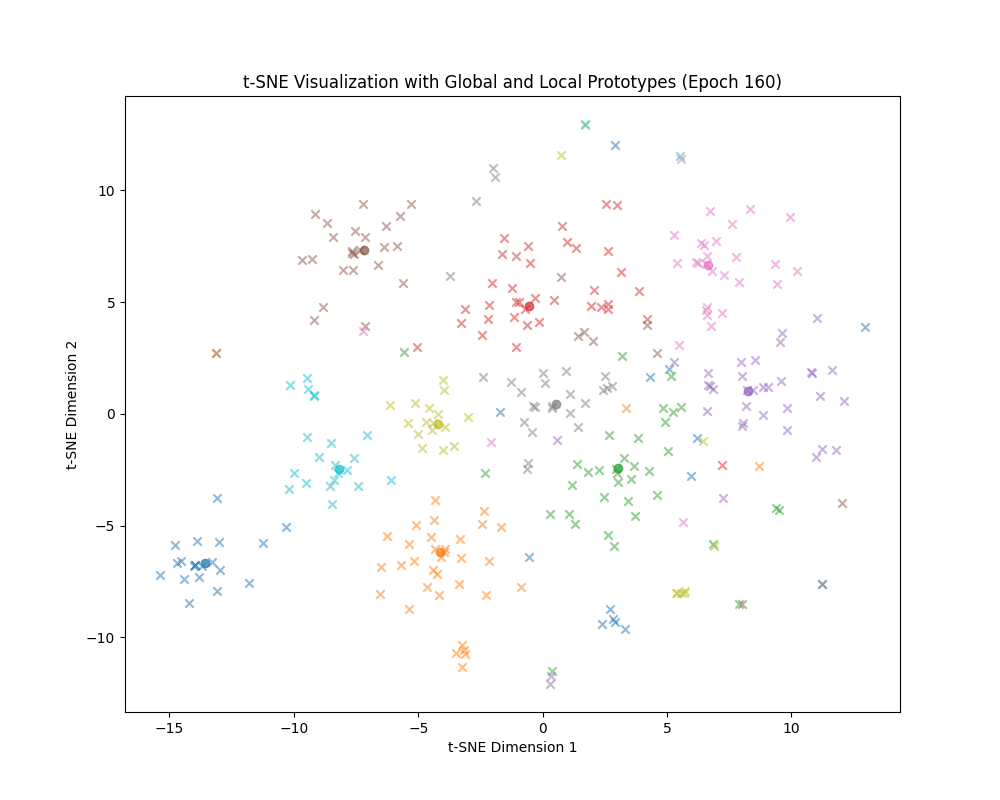 t-SNE Visualization with Global and Local Prototypes (Epoch 160)
10
5
0
−5
−10
t-SNE Dimension 2
−15 −10 −5 0 5 10
t-SNE Dimension 1